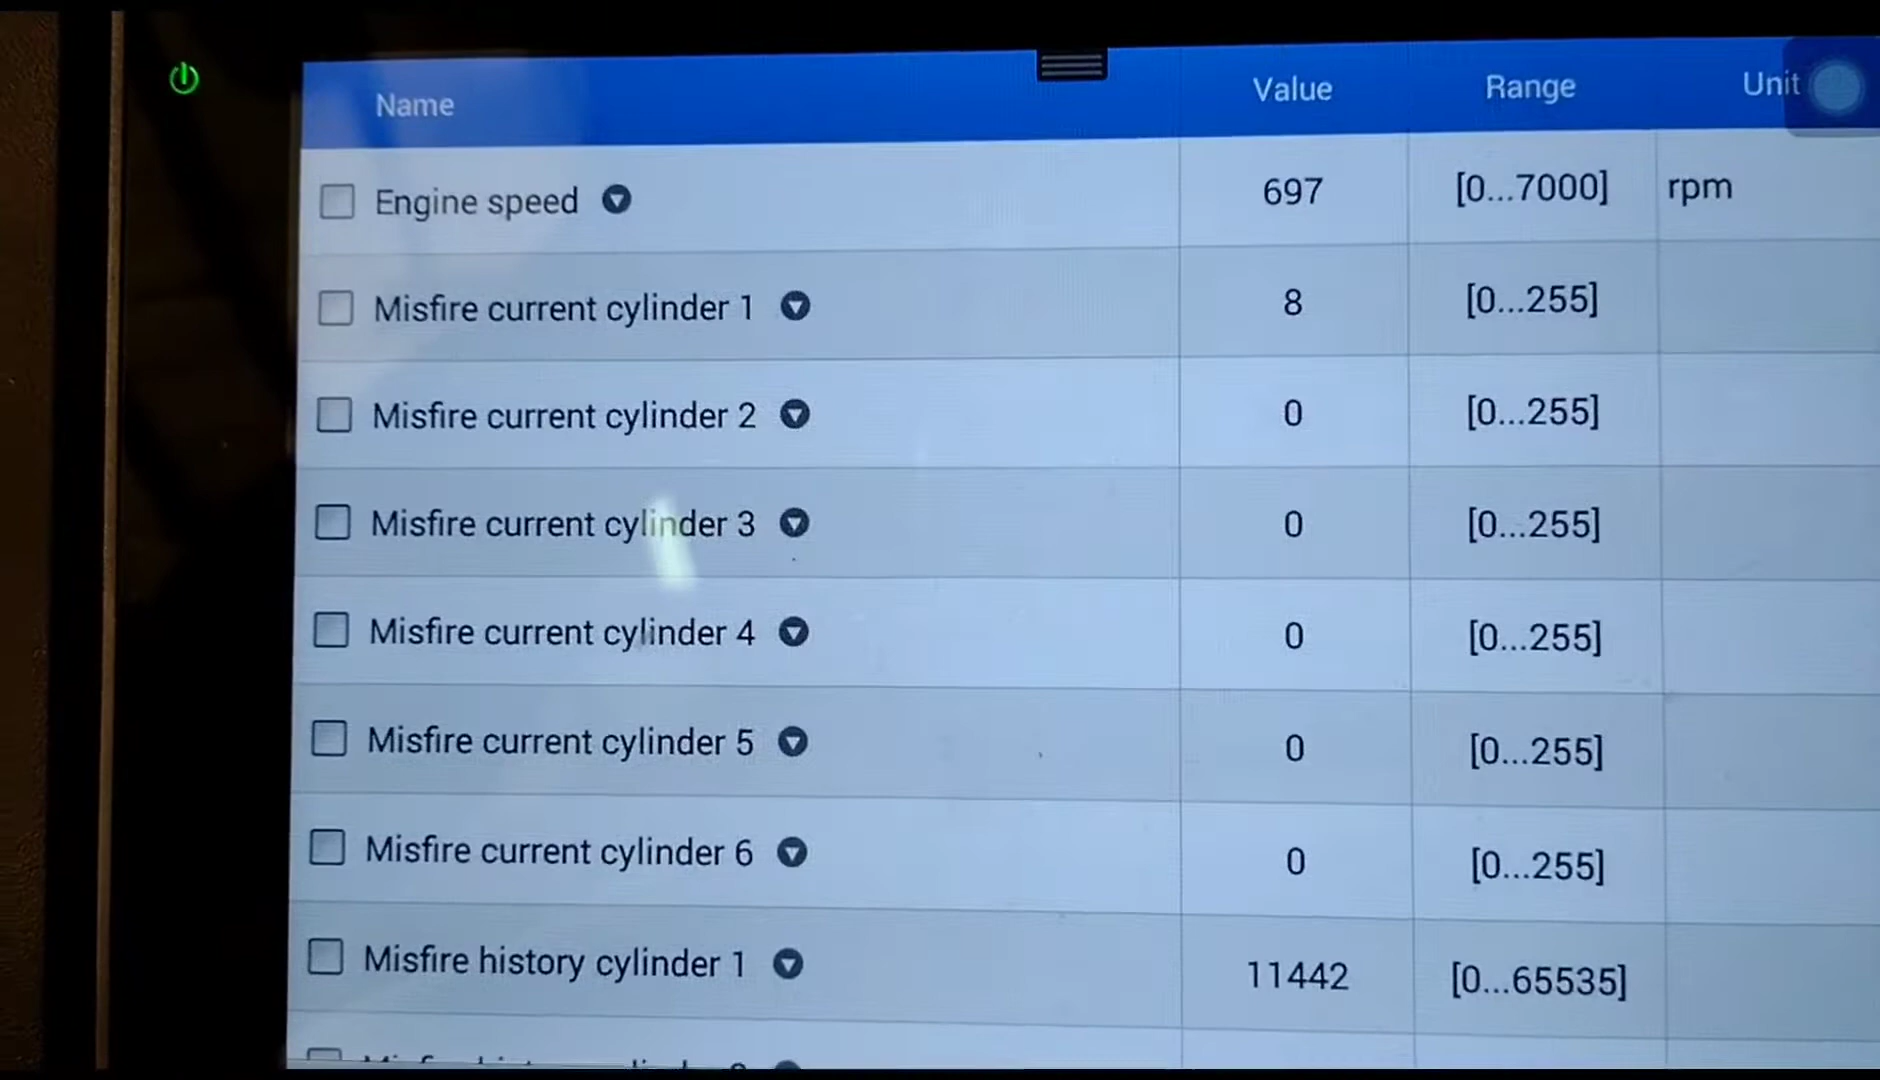 Name Value Range Unit
Engine speed 697 [0...7000] rpm
Misfire current cylinder 1 8 [0...255]
Misfire current cylinder 2 0 [0...255]
Misfire current cylinder 3 0 [0...255]
Misfire current cylinder 4 0 [0...255]
Misfire current cylinder 5 0 [0...255]
Misfire current cylinder 6 0 [0...255]
Misfire history cylinder 1 11442 [0...65535]